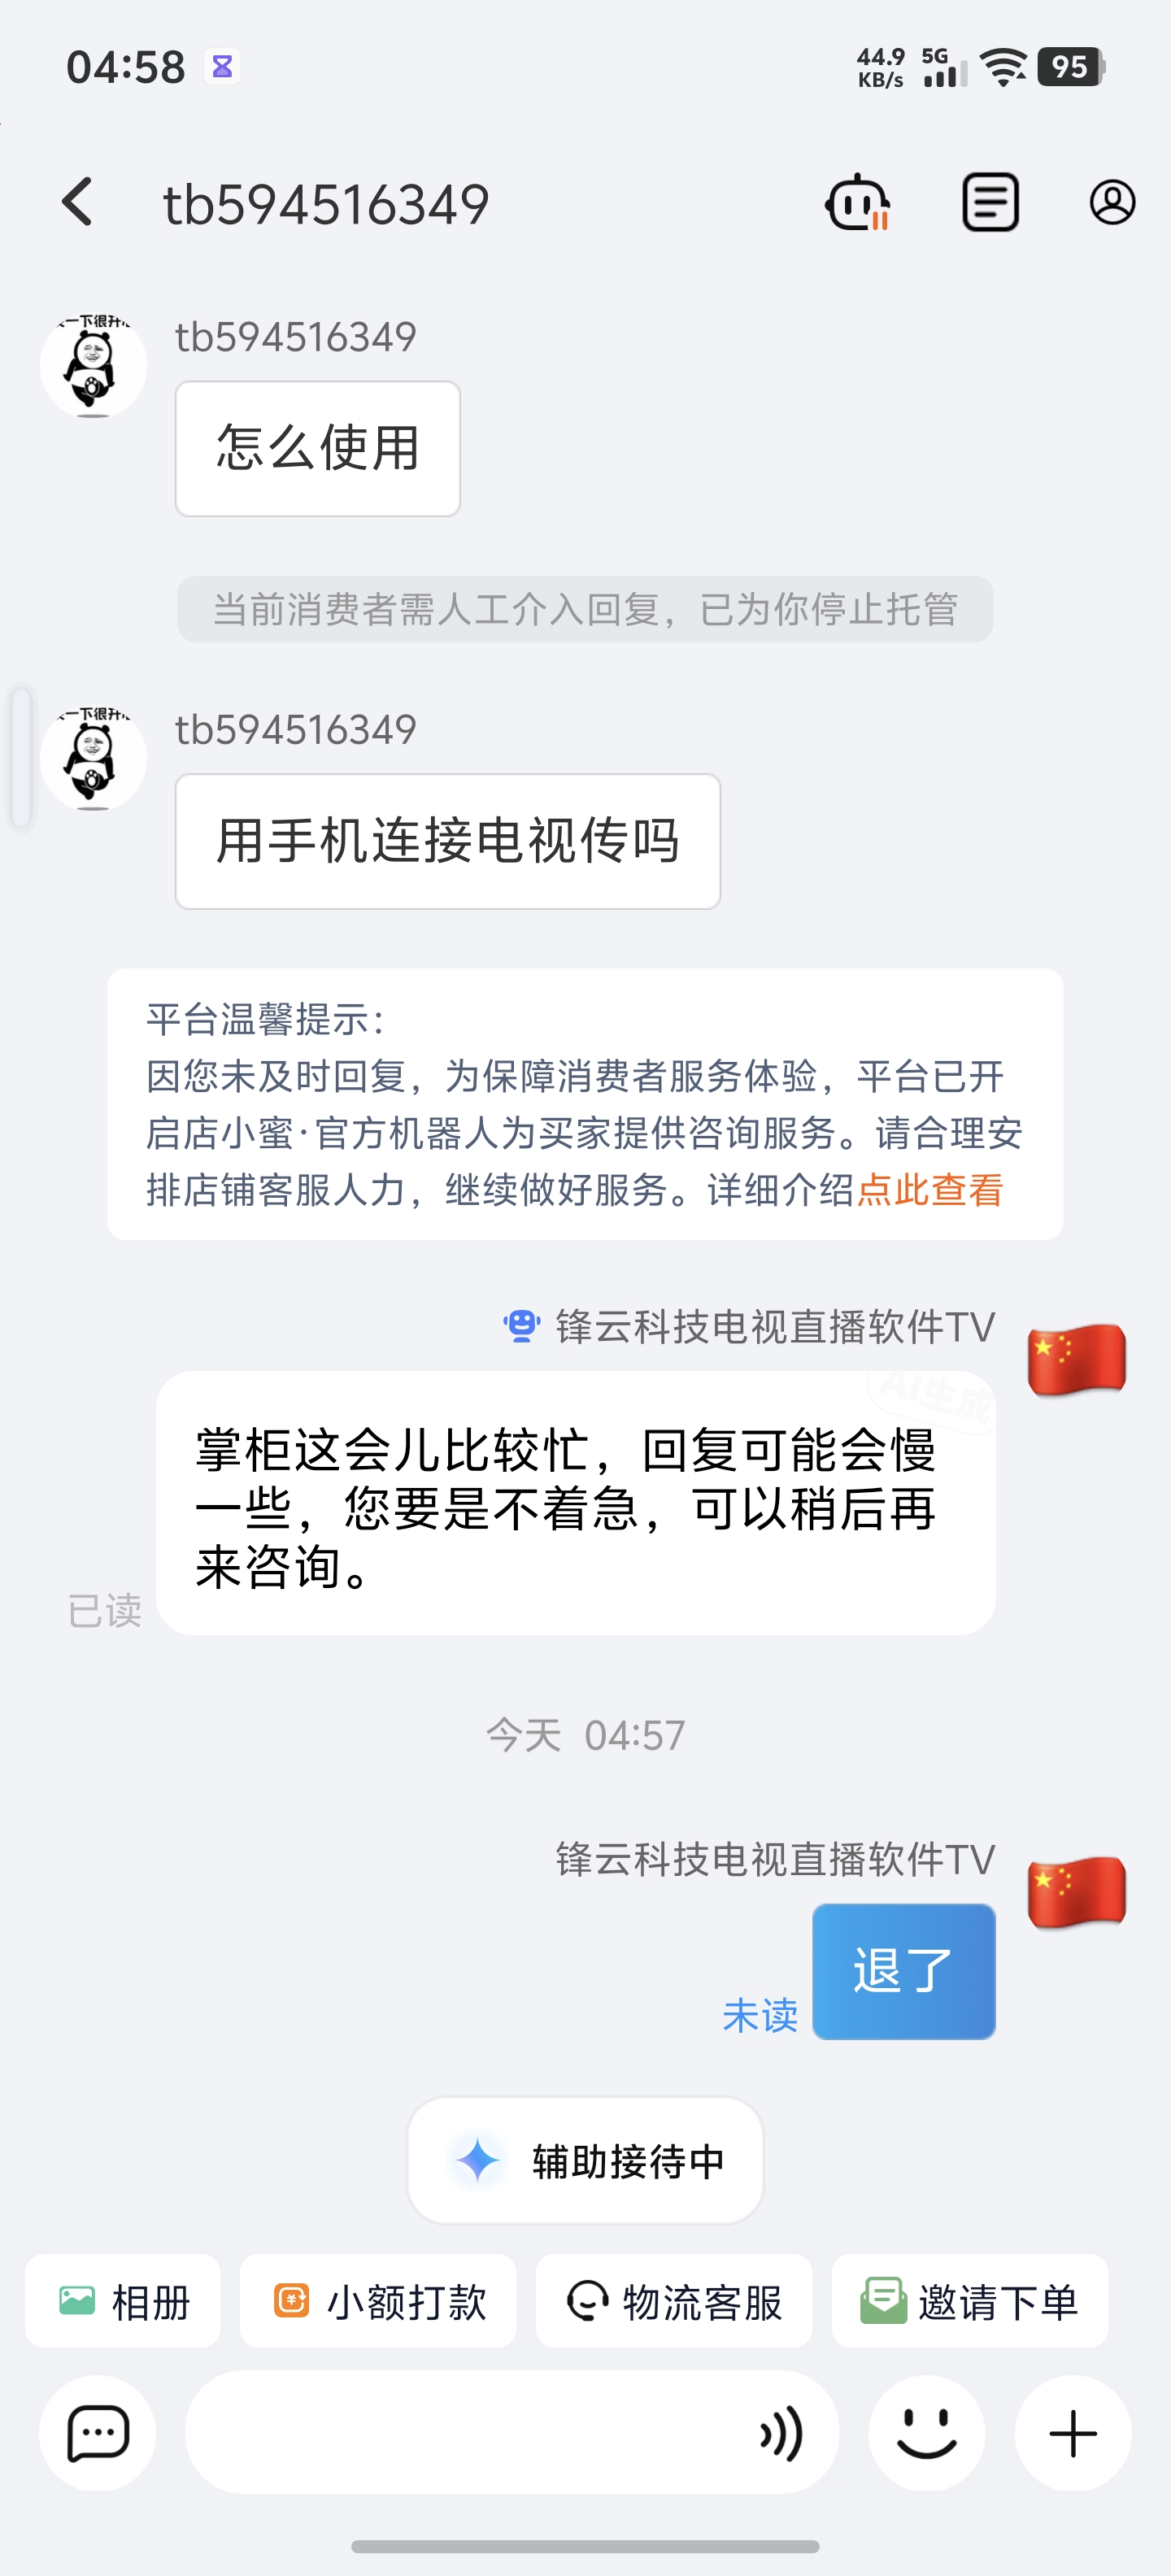 04:58
44.9 KB/s 5G 95
tb594516349
tb594516349
怎么使用
当前消费者需人工介入回复，已为你停止托管
tb594516349
用手机连接电视传吗
平台温馨提示：
因您未及时回复，为保障消费者服务体验，平台已开
启店小蜜·官方机器人为买家提供咨询服务。请合理安
排店铺客服人力，继续做好服务。详细介绍点此查看
锋云科技电视直播软件TV
AI生成
掌柜这会儿比较忙，回复可能会慢
一些，您要是不着急，可以稍后再
来咨询。
已读
今天 04:57
锋云科技电视直播软件TV
退了
未读
辅助接待中
相册 小额打款 物流客服 邀请下单